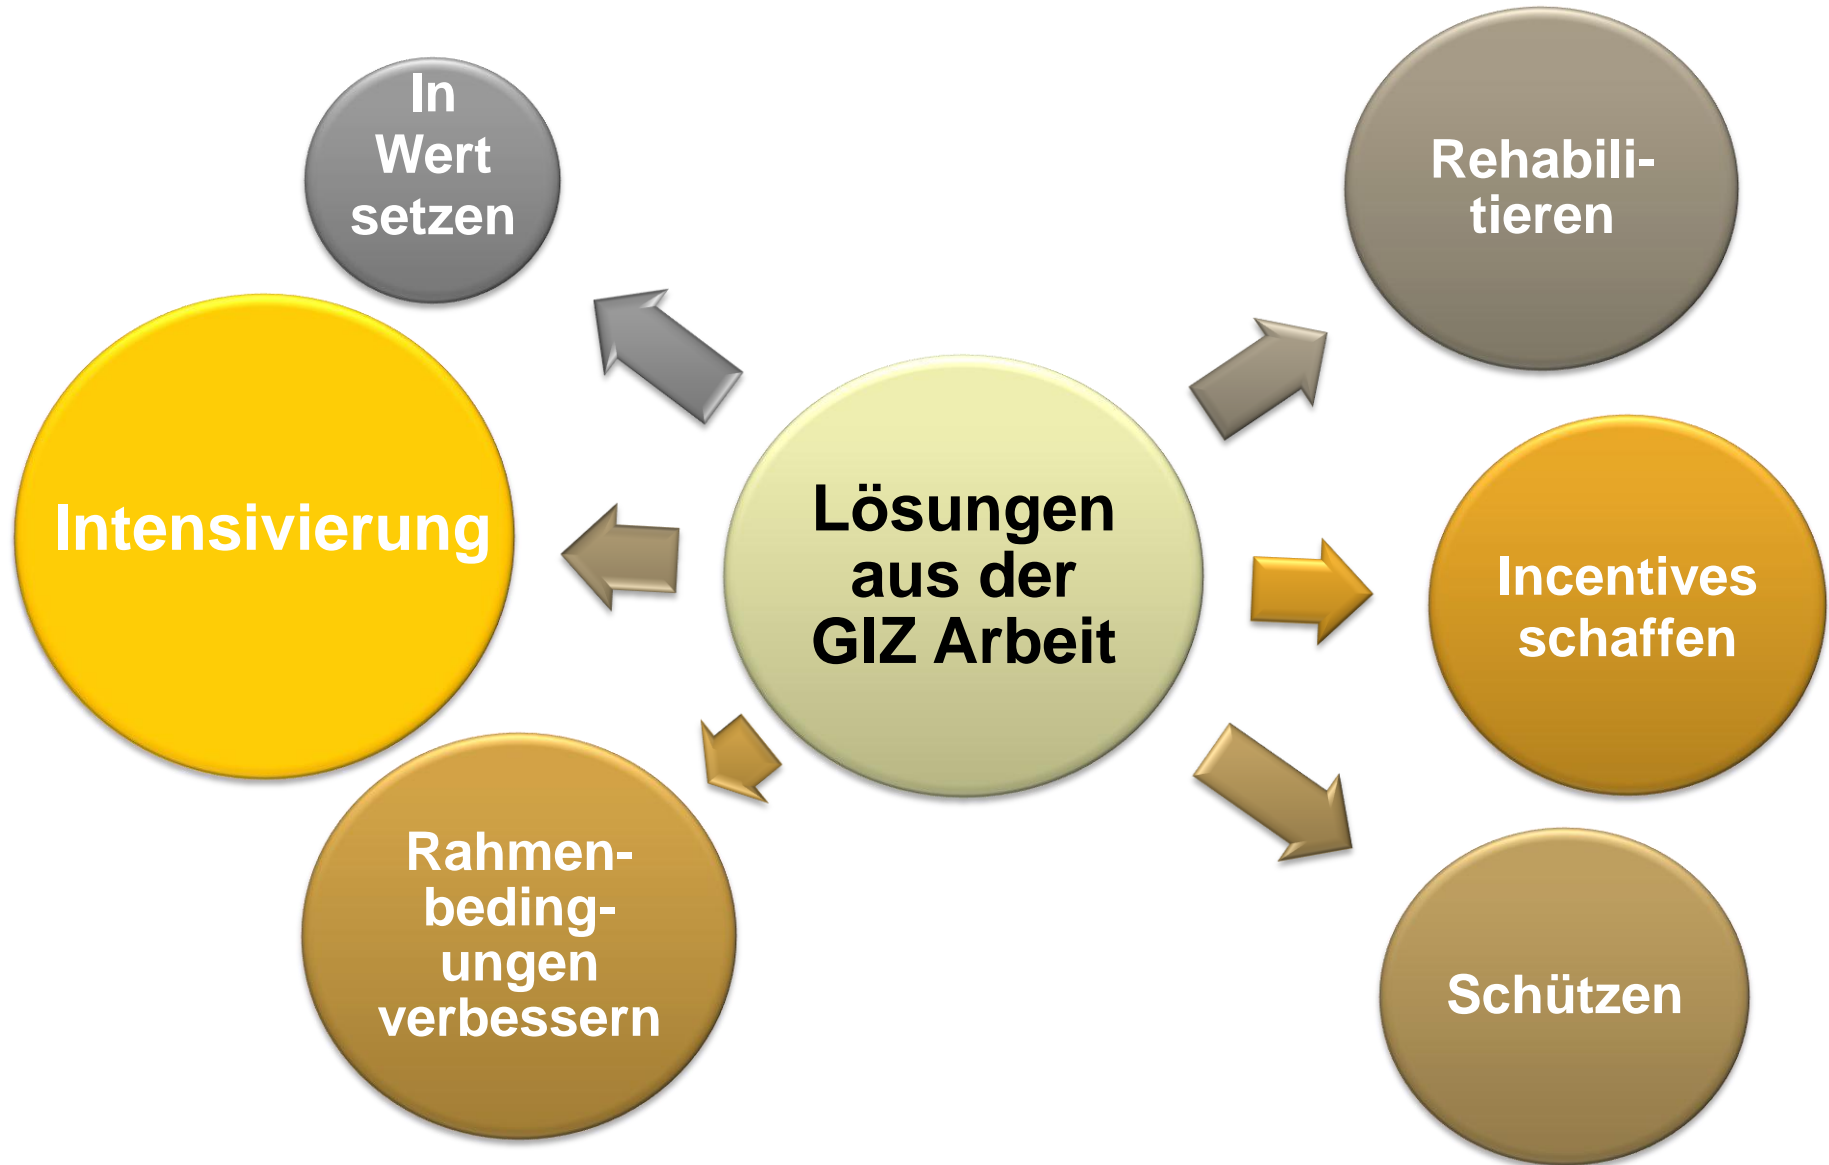 In
Wert
setzen
Rehabili-
tieren
Intensivierung
Lösungen
aus der
GIZ Arbeit
Incentives
schaffen
Rahmen-
beding-
ungen
verbessern
Schützen